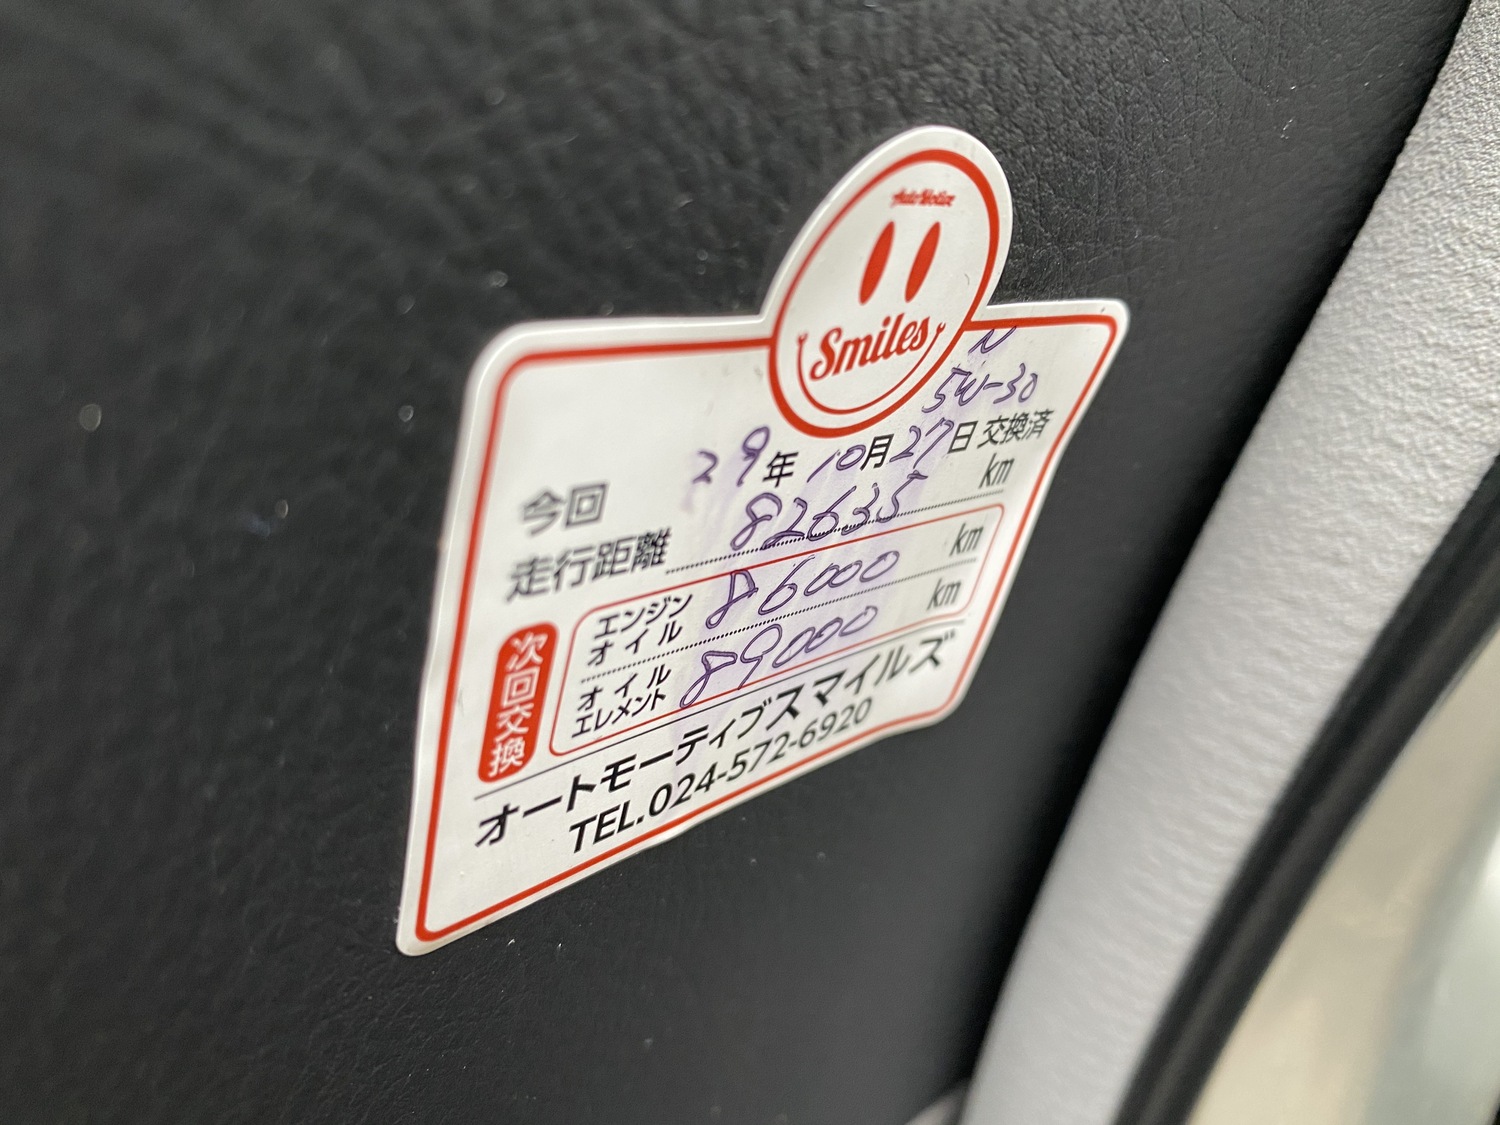 AutoMotive
Smiles
N
5W-30
今回 29年10月27日交換済
走行距離 82635 km
次回交換
エンジンオイル 86000 km
オイルエレメント 89000 km
オートモーティブスマイルズ
TEL.024-572-6920